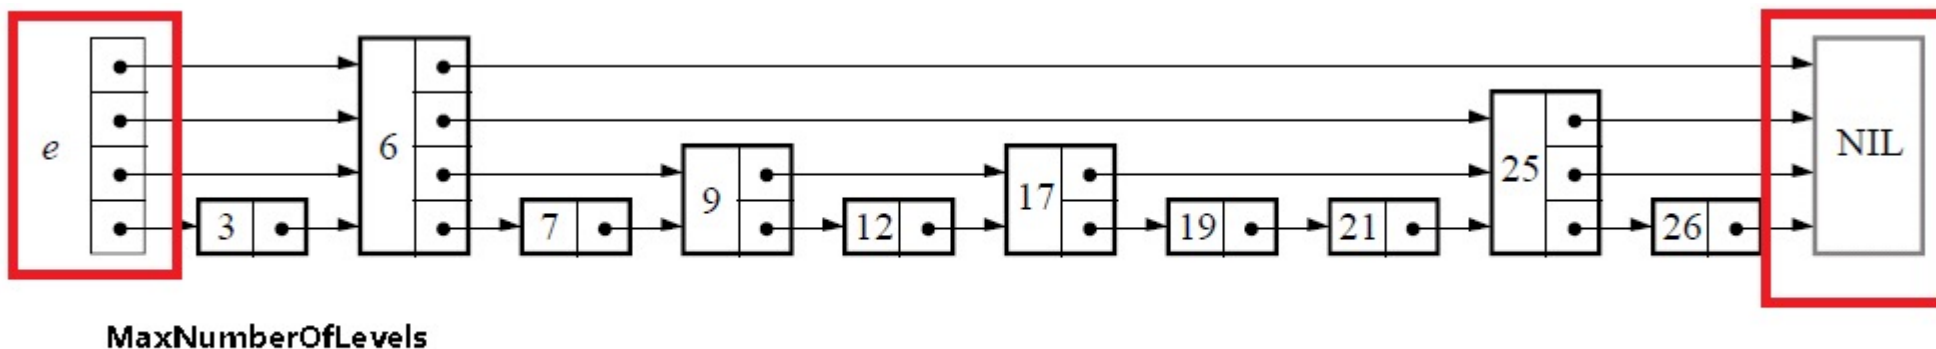 e 3 6 7 9 12 17 19 21 25 26 NIL
MaxNumberOfLevels